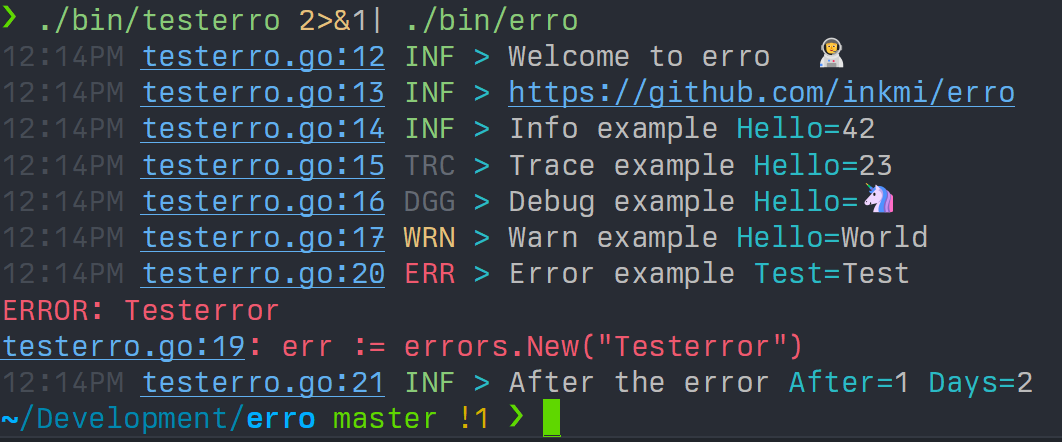 ❯ ./bin/testerro 2>&1| ./bin/erro
12:14PM testerro.go:12 INF > Welcome to erro 👩‍🚀
12:14PM testerro.go:13 INF > https://github.com/inkmi/erro
12:14PM testerro.go:14 INF > Info example Hello=42
12:14PM testerro.go:15 TRC > Trace example Hello=23
12:14PM testerro.go:16 DGG > Debug example Hello=🦄
12:14PM testerro.go:17 WRN > Warn example Hello=World
12:14PM testerro.go:20 ERR > Error example Test=Test
ERROR: Testerror
testerro.go:19: err := errors.New("Testerror")
12:14PM testerro.go:21 INF > After the error After=1 Days=2
~/Development/erro master !1 ❯